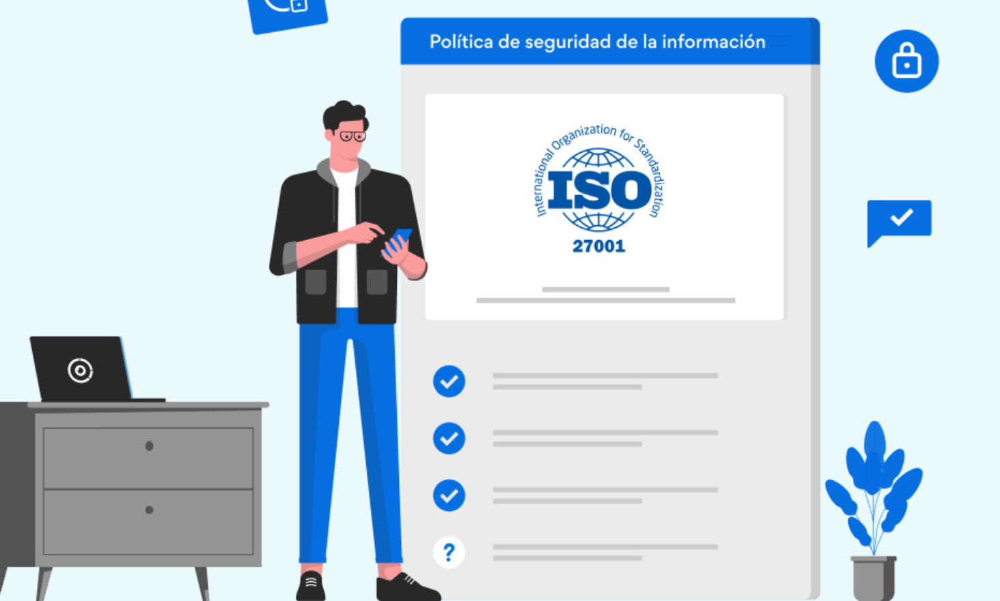 Política de seguridad de la información
International Organization for Standardization
ISO
27001
?